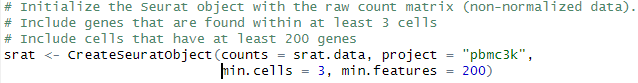 # Initialize the Seurat object with the raw count matrix (non-normalized data).
# Include genes that are found within at least 3 cells
# Include cells that have at least 200 genes
srat <- CreateSeuratObject(counts = srat.data, project = "pbmc3k",
min.cells = 3, min.features = 200)